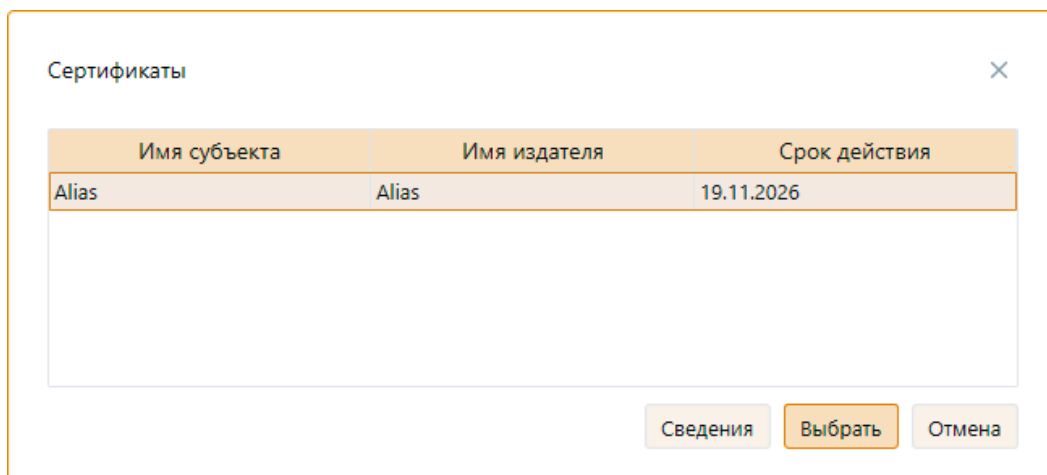 Сертификаты
Имя субъекта Имя издателя Срок действия
Alias Alias 19.11.2026
Сведения Выбрать Отмена